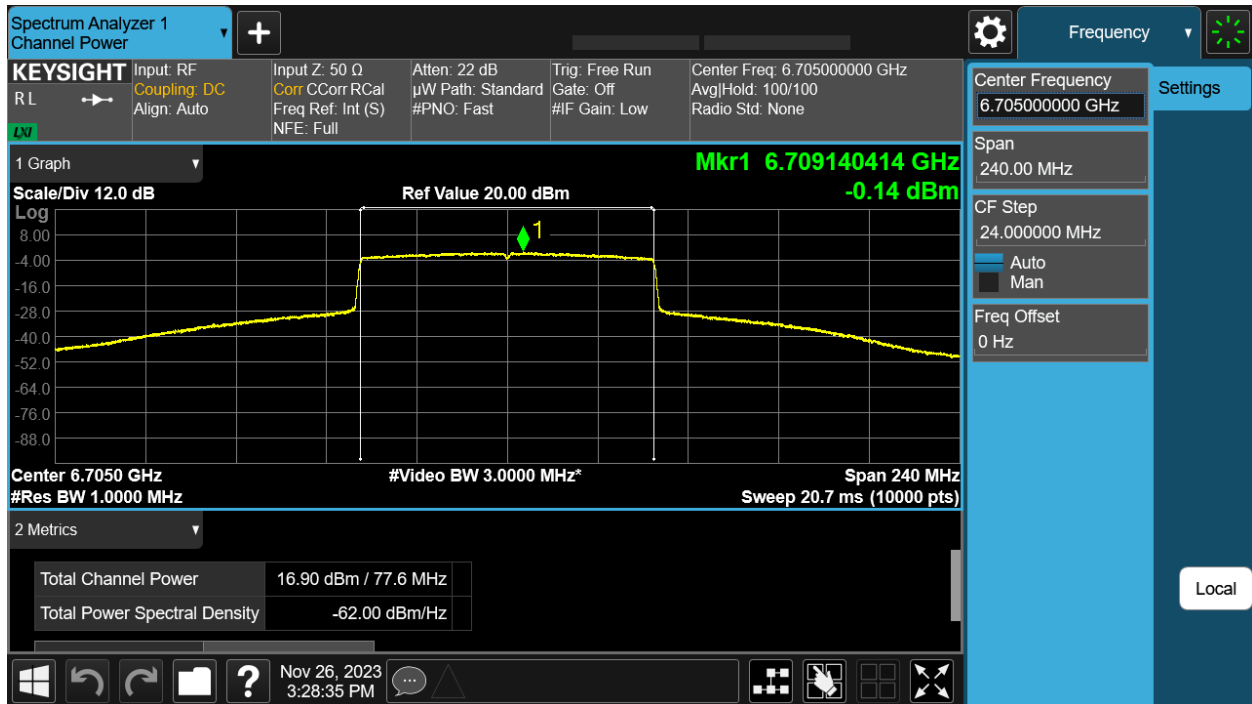 Spectrum Analyzer 1
Channel Power
+
Frequency
KEYSIGHT
R L
LXI
Input: RF
Coupling: DC
Align: Auto
Input Z: 50 Ω
Corr CCorr RCal
Freq Ref: Int (S)
NFE: Full
Atten: 22 dB
µW Path: Standard
#PNO: Fast
Trig: Free Run
Gate: Off
#IF Gain: Low
Center Freq: 6.705000000 GHz
Avg|Hold: 100/100
Radio Std: None
Center Frequency
6.705000000 GHz
Settings
Span
240.00 MHz
CF Step
24.000000 MHz
Auto
Man
Freq Offset
0 Hz
1 Graph
Mkr1 6.709140414 GHz
-0.14 dBm
Scale/Div 12.0 dB
Ref Value 20.00 dBm
Log
8.00
-4.00
-16.0
-28.0
-40.0
-52.0
-64.0
-76.0
-88.0
1
Center 6.7050 GHz
#Video BW 3.0000 MHz*
Span 240 MHz
#Res BW 1.0000 MHz
Sweep 20.7 ms (10000 pts)
2 Metrics
Total Channel Power 16.90 dBm / 77.6 MHz
Total Power Spectral Density -62.00 dBm/Hz
Local
?
Nov 26, 2023
3:28:35 PM